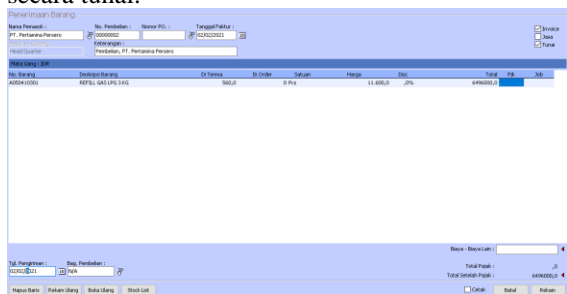 secara tunai.
Penerimaan Barang
Nama Pemasok : No. Pembelian : Nomor PO. : Tanggal Faktur :
PT. Pertamina Persero 00000002 02/02/2021
Invoice
Jasa
Tunai
Keterangan :
Head Quarter Pembelian, PT. Pertamina Persero
Mata Uang : IDR
No. Barang Deskripsi Barang Di Terima Di Order Satuan Harga Disc Total Pjk Job
REFILL GAS LPG 3 KG 560,0 0 Pcs 11.600,0 ,0% 6496000,0
Biaya - Biaya Lain :
Tgl. Pengiriman : Bag. Pembelian :
02/02/2021 N/A
Total Pajak : ,0
Total Setelah Pajak : 6496000,0
Hapus Baris Rekam Ulang Buka Ulang Stock List Cetak Batal Rekam